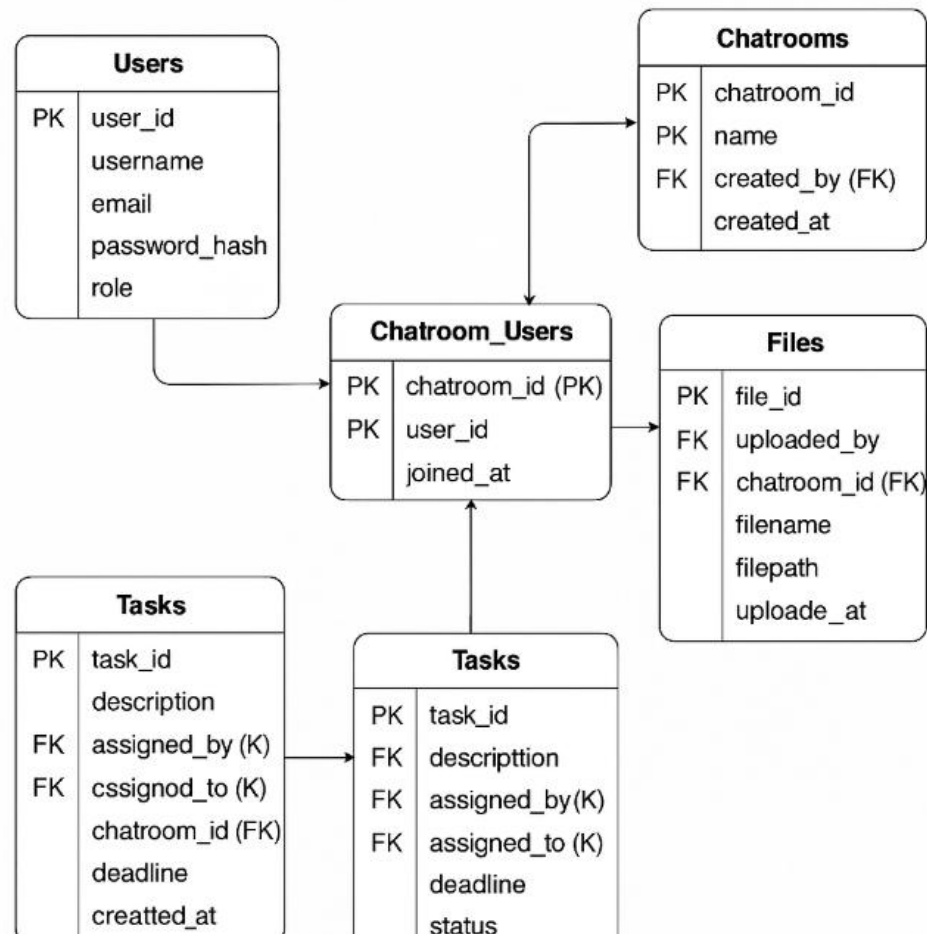 Users
PK user_id
username
email
password_hash
role
Chatrooms
PK chatroom_id
PK name
FK created_by (FK)
created_at
Chatroom_Users
PK chatroom_id (PK)
PK user_id
joined_at
Files
PK file_id
FK uploaded_by
FK chatroom_id (FK)
filename
filepath
uploade_at
Tasks
PK task_id
description
FK assigned_by (K)
FK cssignod_to (K)
chatroom_id (FK)
deadline
creatted_at
Tasks
PK task_id
FK descripttion
FK assigned_by(K)
FK assigned_to (K)
deadline
status